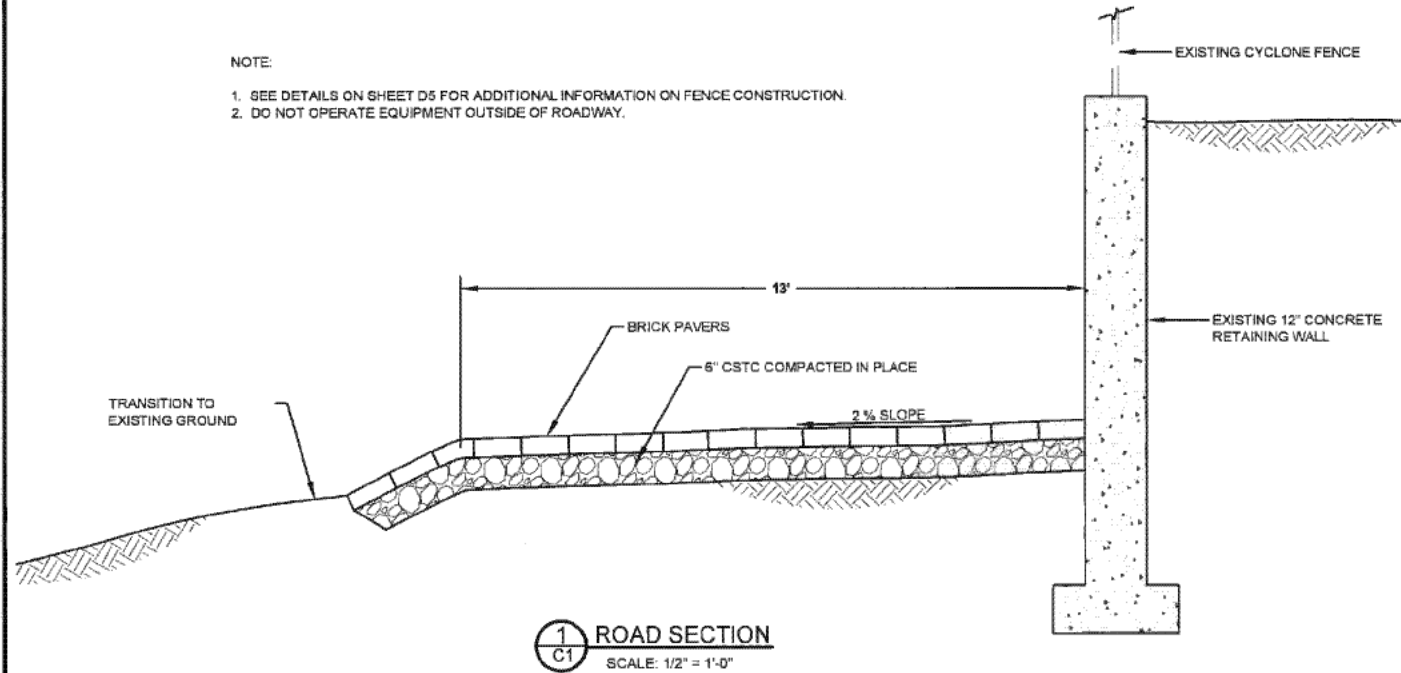 NOTE:
1. SEE DETAILS ON SHEET D5 FOR ADDITIONAL INFORMATION ON FENCE CONSTRUCTION.
2. DO NOT OPERATE EQUIPMENT OUTSIDE OF ROADWAY.
EXISTING CYCLONE FENCE
13'
BRICK PAVERS
EXISTING 12" CONCRETE
RETAINING WALL
6" CSTC COMPACTED IN PLACE
TRANSITION TO
EXISTING GROUND
2 % SLOPE
1
C1
ROAD SECTION
SCALE: 1/2" = 1'-0"